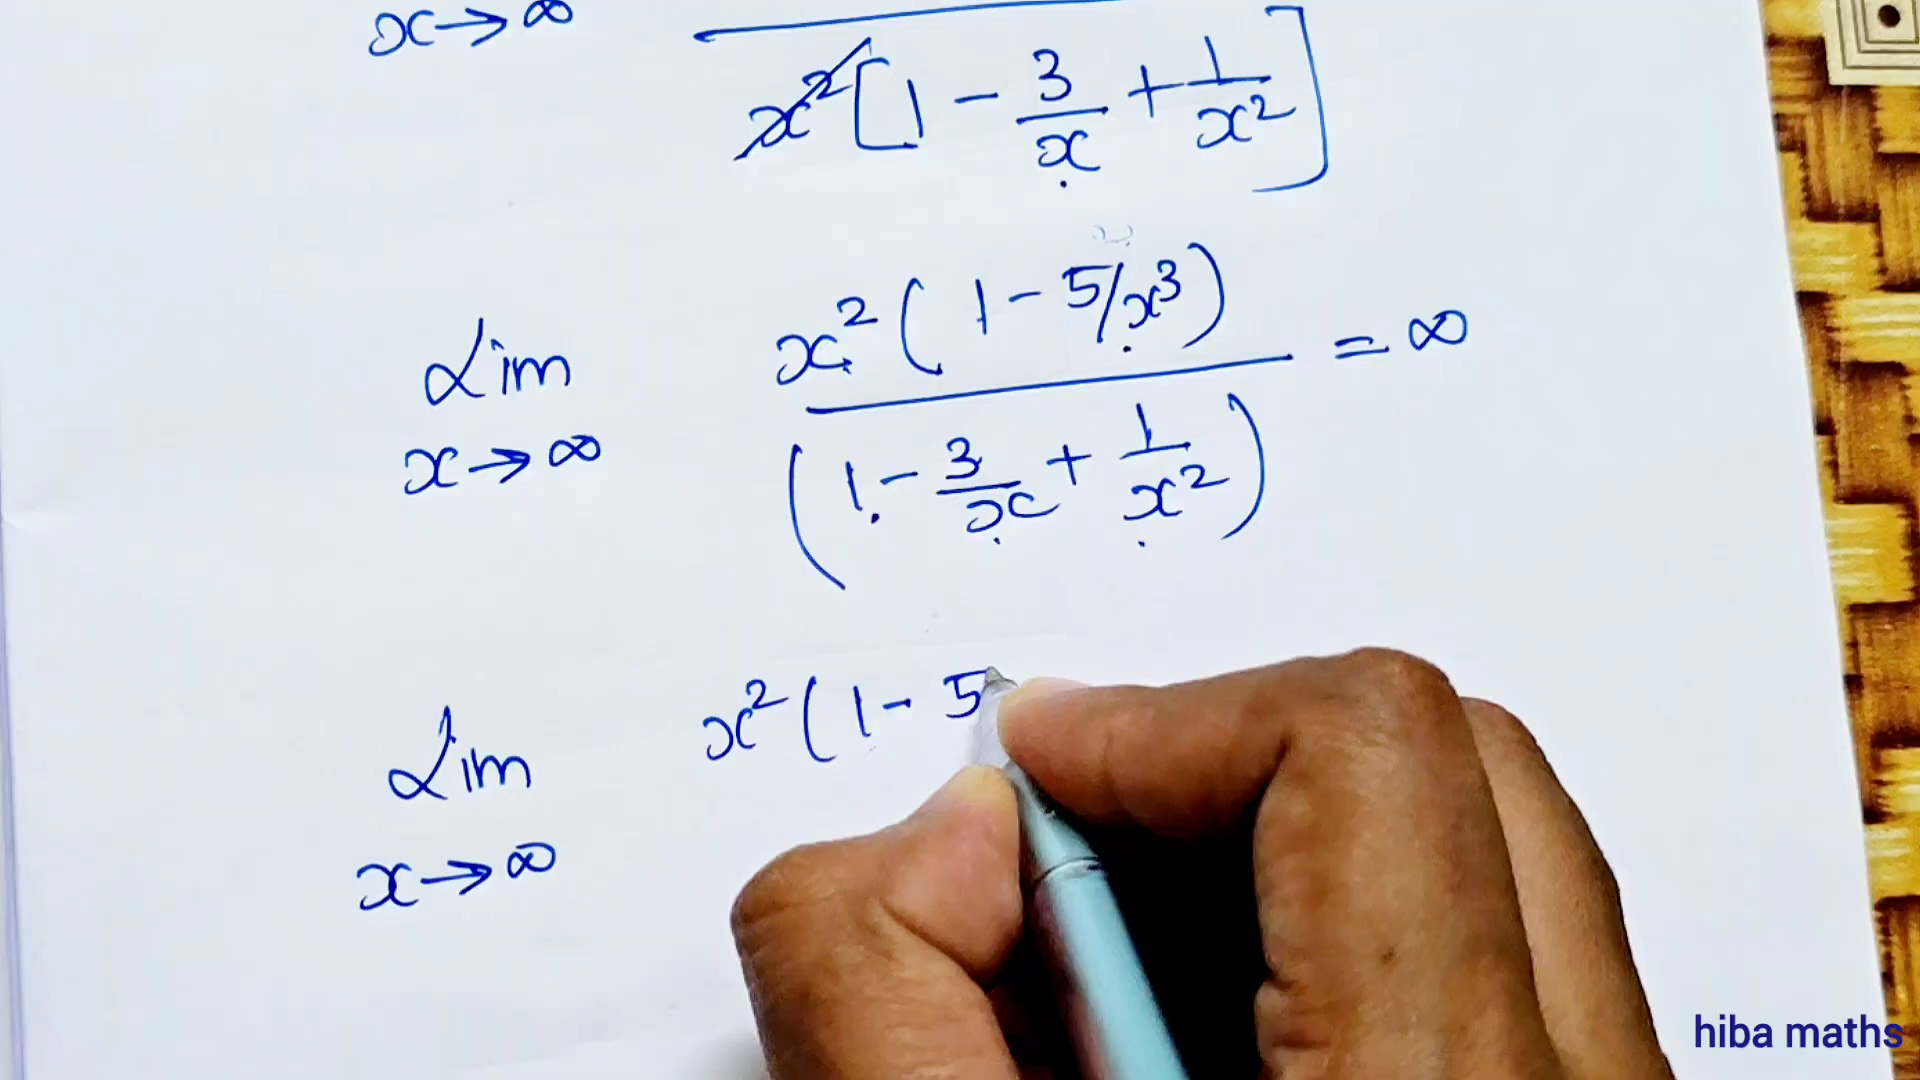 x→∞
x² [1 - 3/x + 1/x²]
Lim x→∞ x² (1 - 5/x³) / (1 - 3/x + 1/x²) = ∞
Lim x→∞ x² (1 - 5
hiba maths